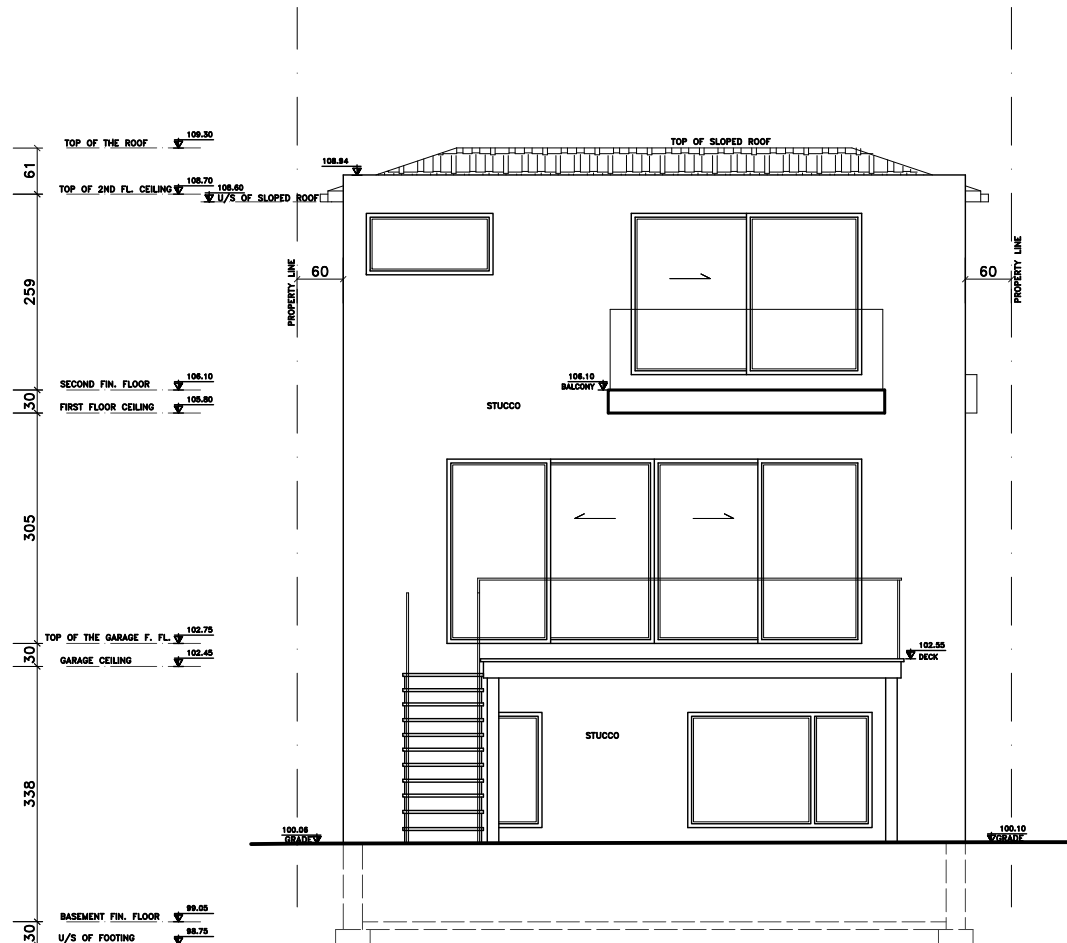 109.30
TOP OF THE ROOF
TOP OF SLOPED ROOF
61
108.94
108.70
TOP OF 2ND FL. CEILING
108.60
U/S OF SLOPED ROOF
PROPERTY LINE
60
60
PROPERTY LINE
259
106.10
SECOND FIN. FLOOR
106.10
BALCONY
30
105.80
FIRST FLOOR CEILING
STUCCO
305
102.75
TOP OF THE GARAGE F. FL.
102.55
DECK
30
102.45
GARAGE CEILING
STUCCO
338
100.06
GRADE
100.10
GRADE
99.05
BASEMENT FIN. FLOOR
30
98.75
U/S OF FOOTING